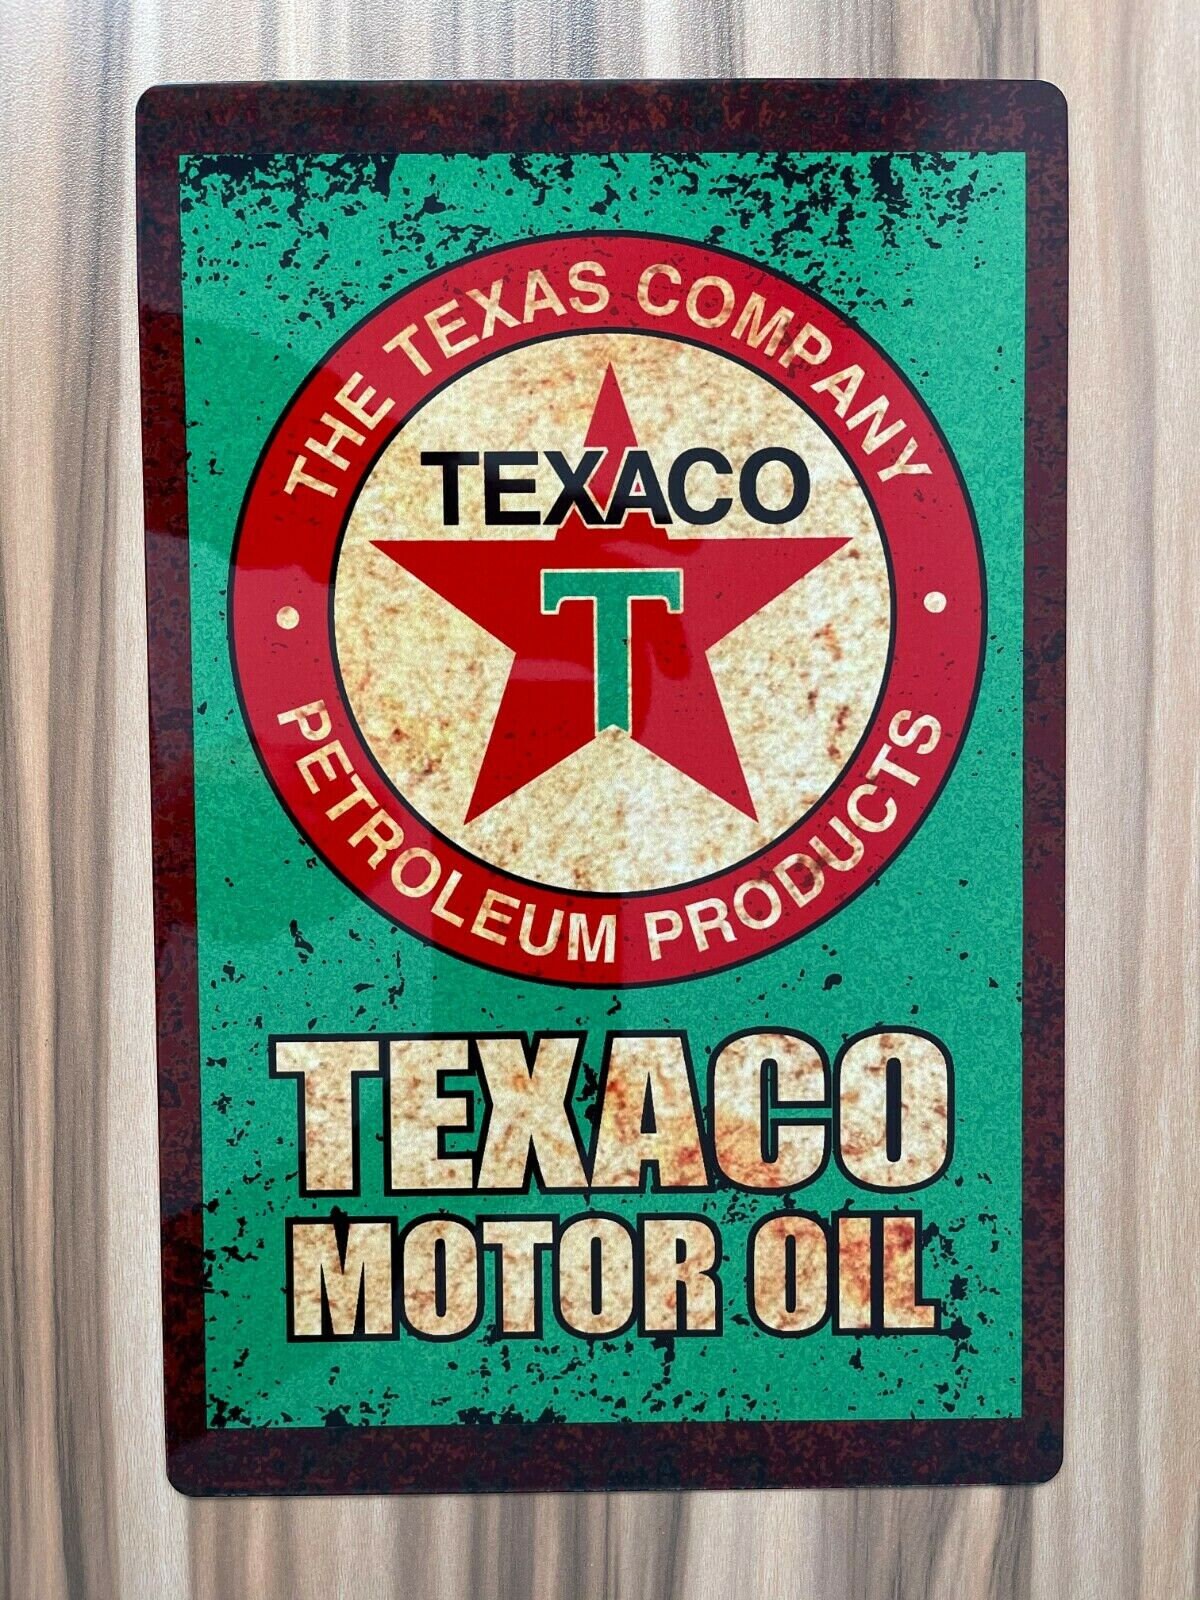 THE TEXAS COMPANY
TEXACO
T
PETROLEUM PRODUCTS
TEXACO
MOTOR OIL